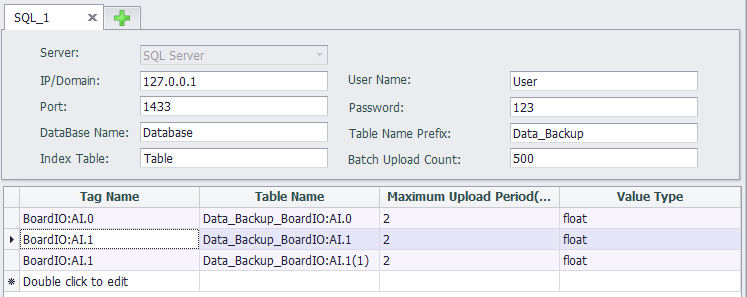 SQL_1
Server: SQL Server
IP/Domain: 127.0.0.1 User Name: User
Port: 1433 Password: 123
DataBase Name: Database Table Name Prefix: Data_Backup
Index Table: Table Batch Upload Count: 500
Tag Name Table Name Maximum Upload Period(... Value Type
BoardIO:AI.0 Data_Backup_BoardIO:AI.0 2 float
BoardIO:AI.1 Data_Backup_BoardIO:AI.1 2 float
BoardIO:AI.1 Data_Backup_BoardIO:AI.1(1) 2 float
Double click to edit